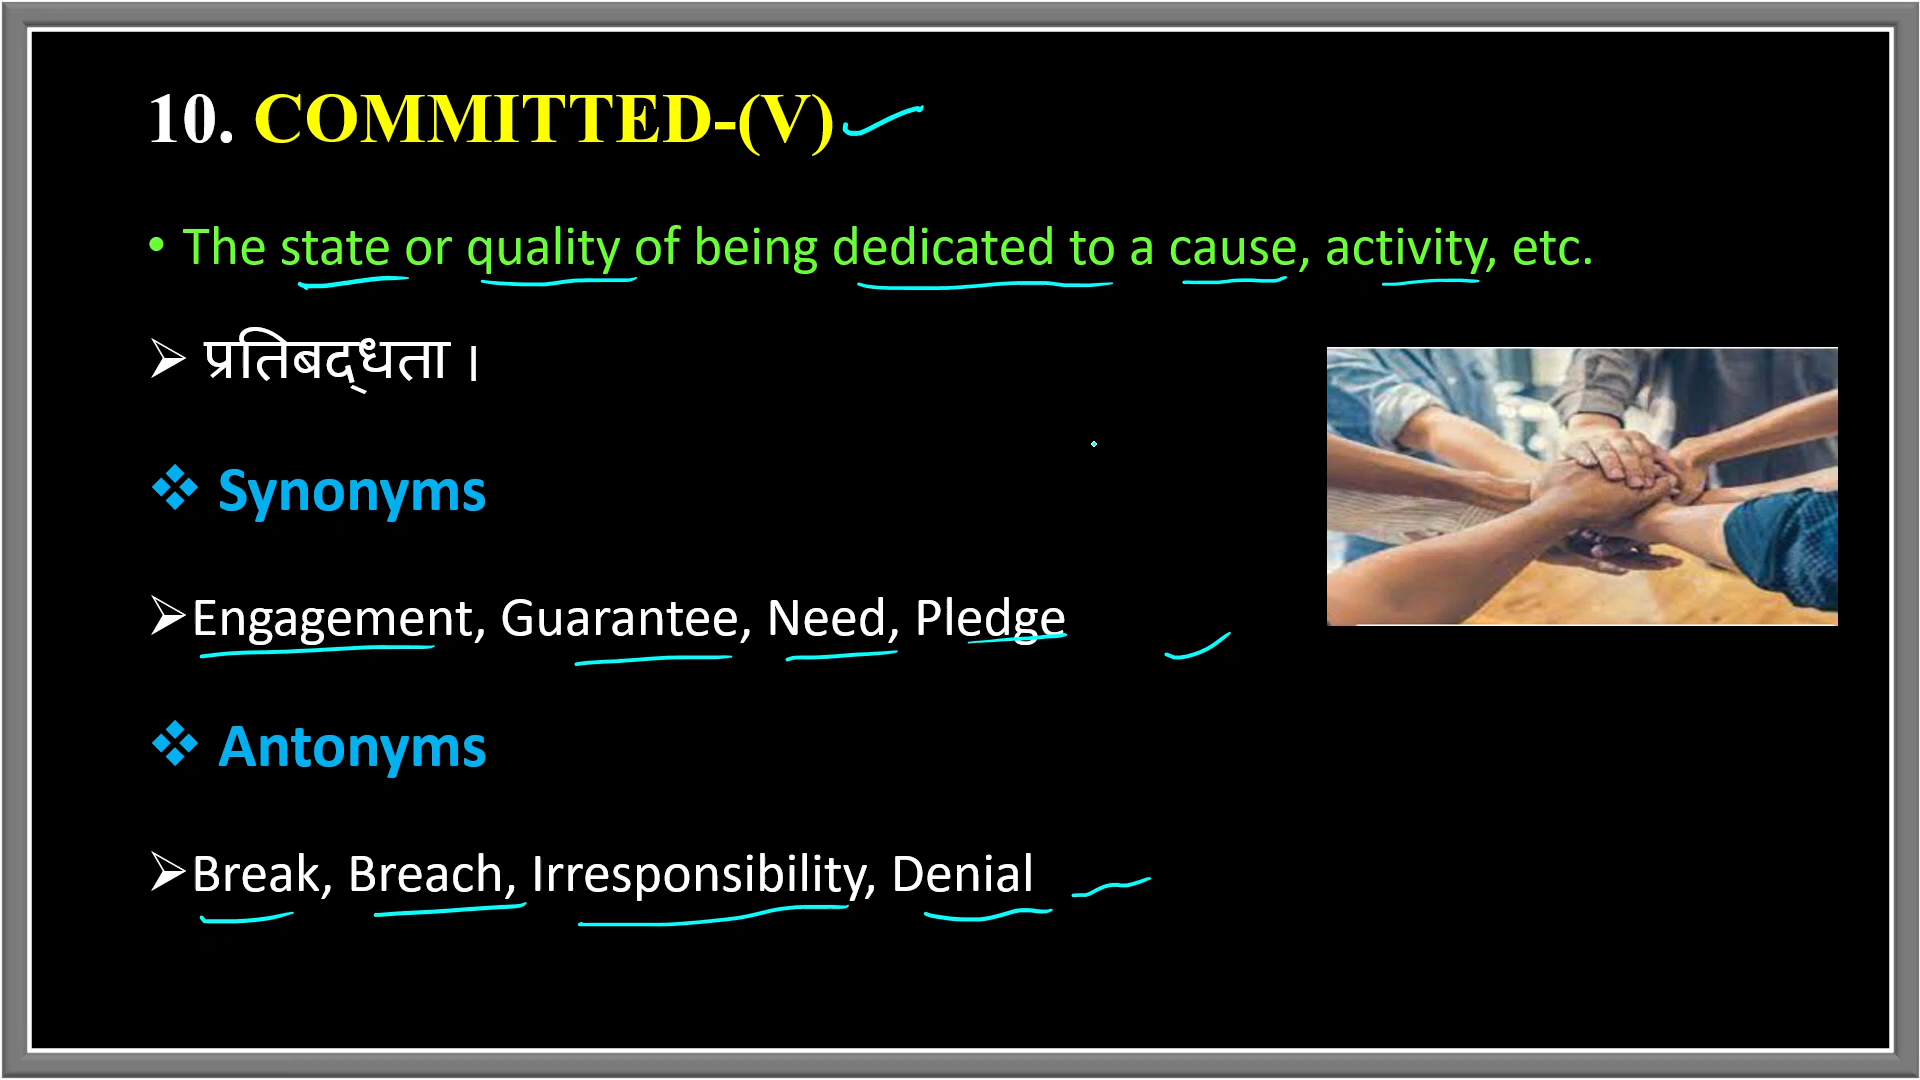 10. COMMITTED-(V)
• The state or quality of being dedicated to a cause, activity, etc.
➢ प्रतिबद्धता ।
❖ Synonyms
➢Engagement, Guarantee, Need, Pledge
❖ Antonyms
➢Break, Breach, Irresponsibility, Denial